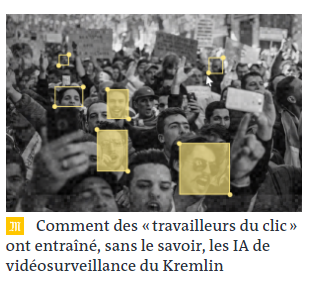 Comment des « travailleurs du clic »
ont entraîné, sans le savoir, les IA de
vidéosurveillance du Kremlin